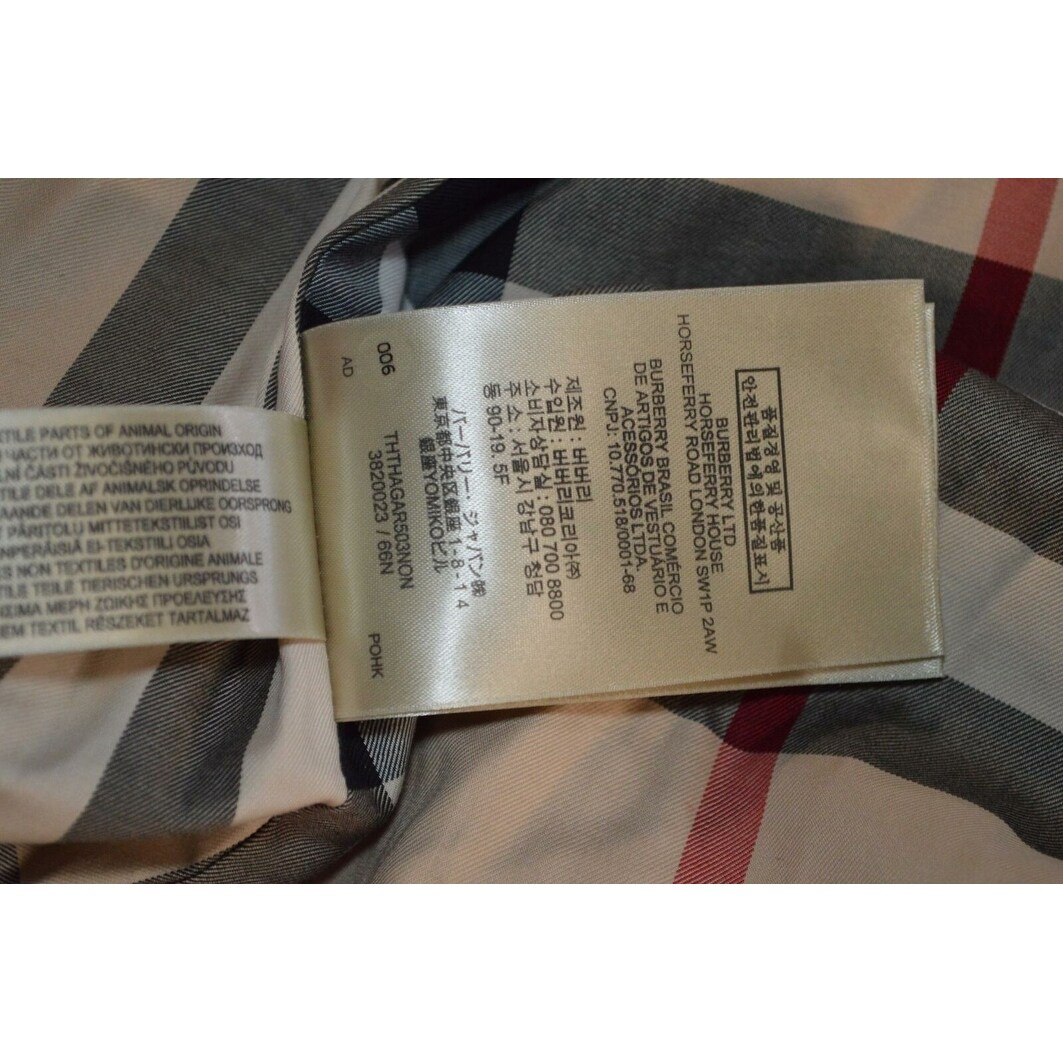 품질경영 및 공산품
안전관리법에의한품질표시
BURBERRY LTD
HORSEFERRY HOUSE
HORSEFERRY ROAD LONDON SW1P 2AW
BURBERRY BRASIL COMÉRCIO
DE ARTIGOS DE VESTUÁRIO E
ACESSÓRIOS LTDA.
CNPJ: 10.770.518/0001-68
제조원 : 버버리
수입원 : 버버리코리아(주)
소비자상담실 : 080 700 8800
주 소 : 서울시 강남구 청담
동 90-19. 5F
バーバリー・ジャパン㈱
東京都中央区銀座 1-8-14
銀座YOMIKOビル
THTHAGAR503NON
3820023 / 66N
006
AD
POHK
TILE PARTS OF ANIMAL ORIGIN
ЧАСТИ ОТ ЖИВОТИНСКИ ПРОИЗХОД
LNÍ ČÁSTI ŽIVOČIŠNÉHO PŮVODU
TILE DELE AF ANIMALSK OPRINDELSE
AANDE DELEN VAN DIERLIJKE OORSPRONG
PÄRITOLU MITTETEKSTIILIST OSI
NPERÄISIÄ EI-TEKSTIILI OSIA
S NON TEXTILES D'ORIGINE ANIMALE
TILE TEILE TIERISCHEN URSPRUNGS
ΜΕΡΗ ΖΩΙΚΗΣ ΠΡΟΕΛΕΥΣΗΣ
EM TEXTIL RÉSZEKET TARTALMAZ